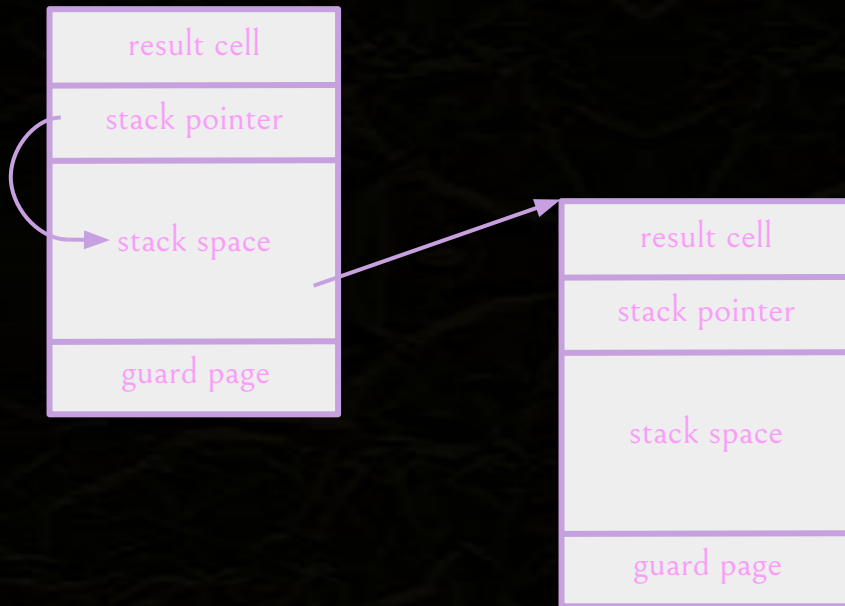 result cell
stack pointer
stack space
guard page
result cell
stack pointer
stack space
guard page